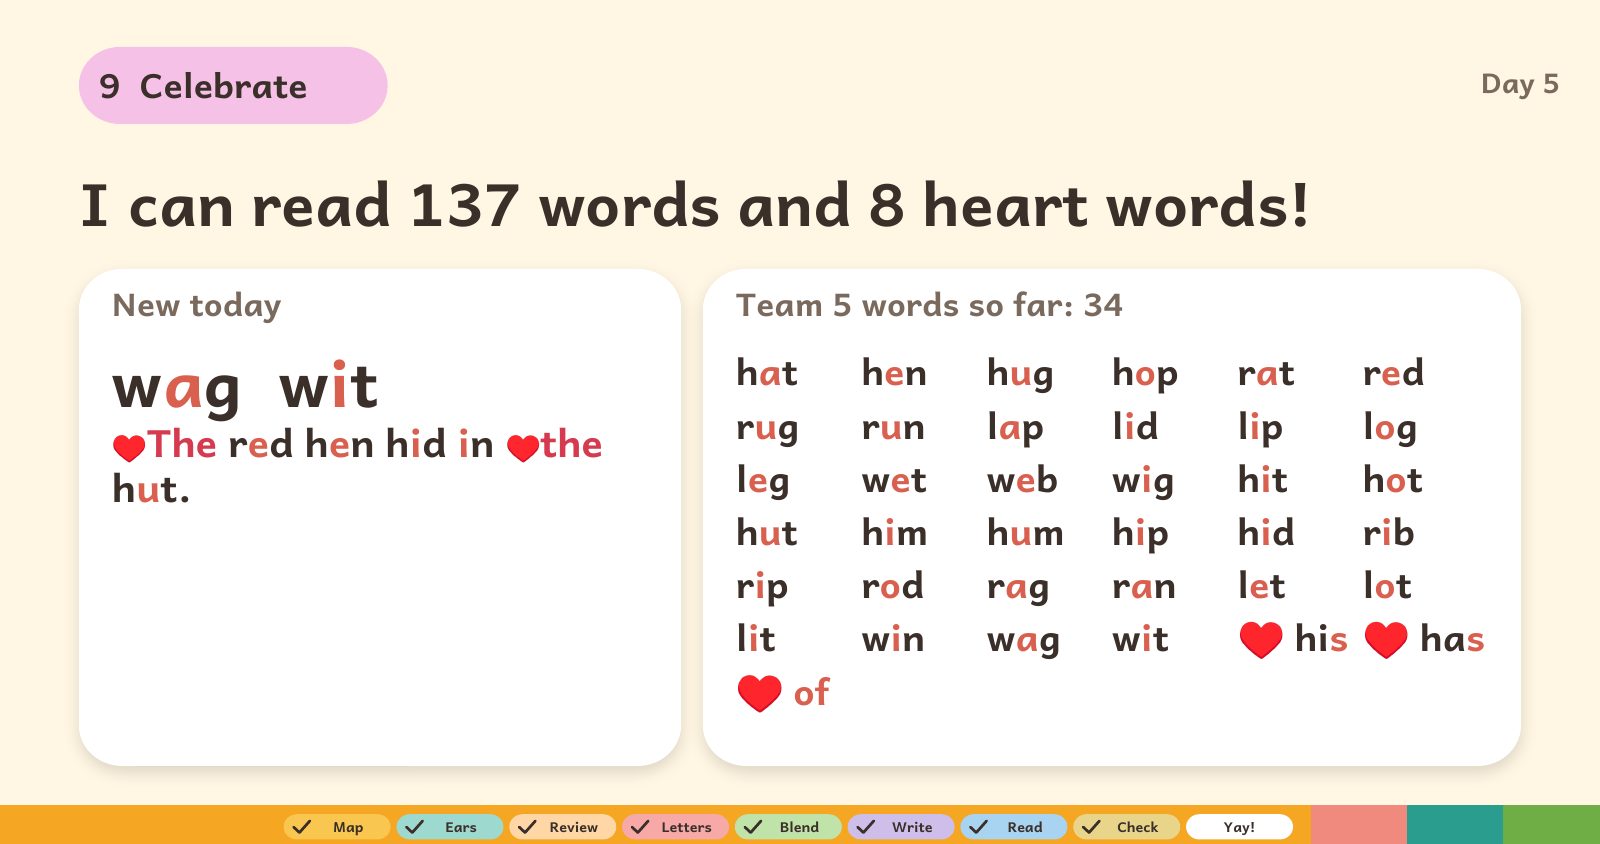 9 Celebrate
Day 5
I can read 137 words and 8 heart words!
New today
wag wit
The red hen hid in the
hut.
Team 5 words so far: 34
hat hen hug hop rat red
rug run lap lid lip log
leg wet web wig hit hot
hut him hum hip hid rib
rip rod rag ran let lot
lit win wag wit his has
of
Map Ears Review Letters Blend Write Read Check Yay!